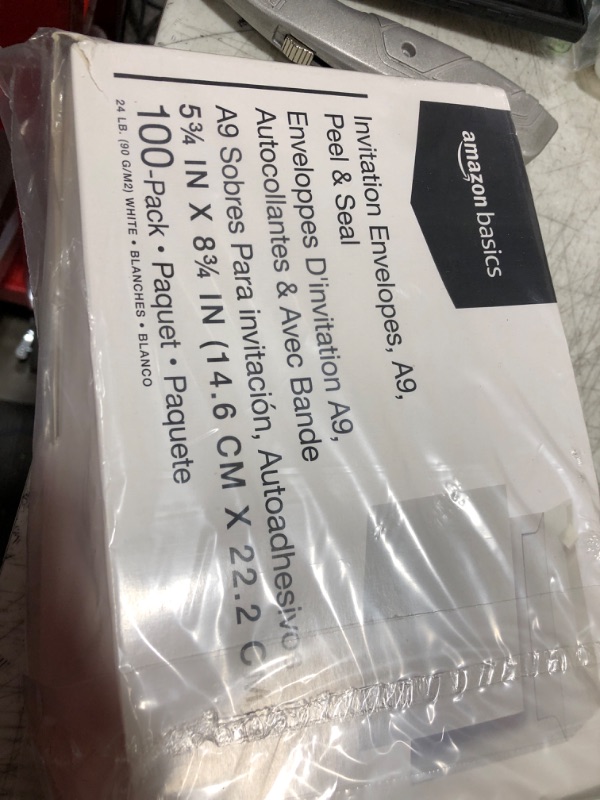 amazon basics
Invitation Envelopes, A9,
Peel & Seal
Enveloppes D'invitation A9,
Autocollantes & Avec Bande
A9 Sobres Para invitación, Autoadhesivos
5¾ IN X 8¾ IN (14.6 CM X 22.2 CM
100-Pack • Paquet • Paquete
24 LB. (90 G/M2) WHITE • BLANCHES • BLANCO